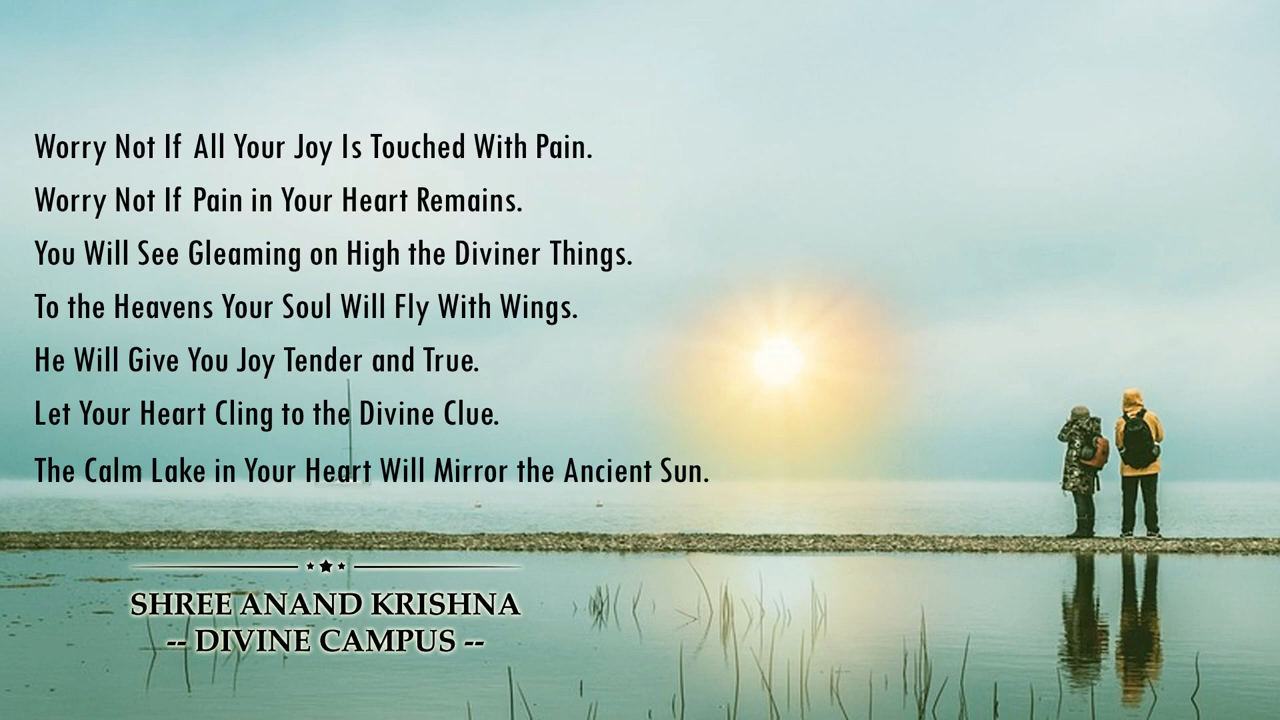 Worry Not If All Your Joy Is Touched With Pain.
Worry Not If Pain in Your Heart Remains.
You Will See Gleaming on High the Diviner Things.
To the Heavens Your Soul Will Fly With Wings.
He Will Give You Joy Tender and True.
Let Your Heart Cling to the Divine Clue.
The Calm Lake in Your Heart Will Mirror the Ancient Sun.
SHREE ANAND KRISHNA
-- DIVINE CAMPUS --